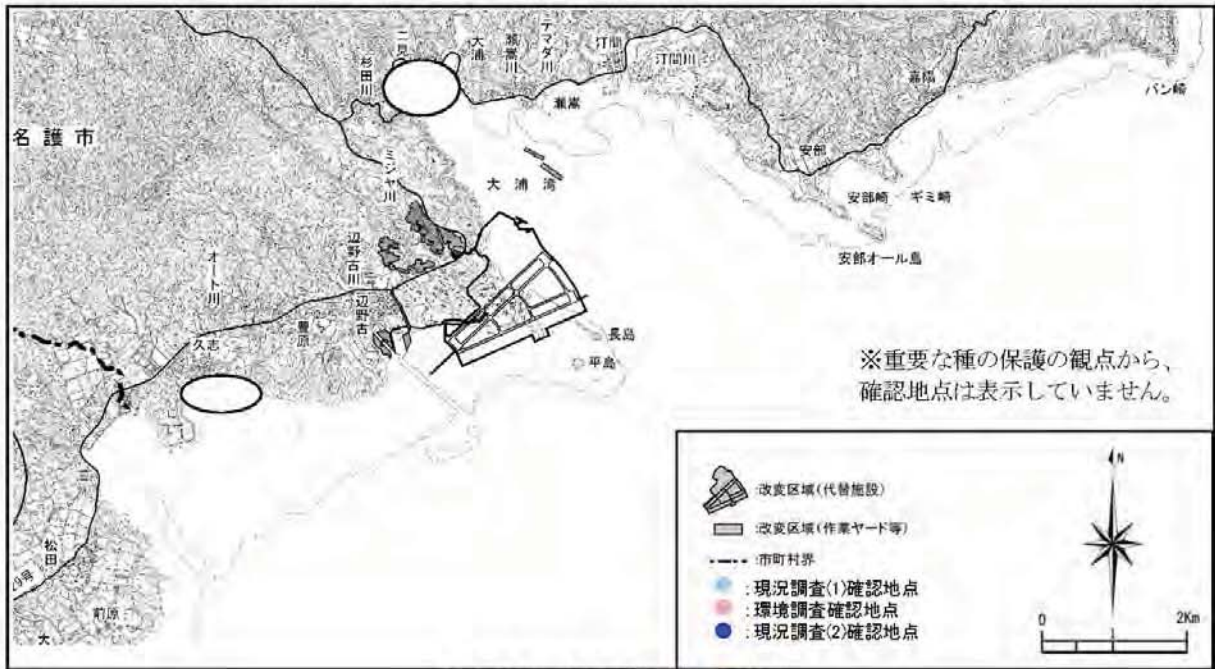 名護市
杉田川
二見
大浦
瀬嵩川
テマダ川
汀間
汀間川
瀬嵩
嘉陽
バン崎
安部
安部崎
ギミ崎
安部オール島
大浦湾
ミジャ川
辺野古川
辺野古
オート川
久志
豊原
長島
平島
松田
前原
大
29号
※重要な種の保護の観点から、
確認地点は表示していません。
:改変区域(代替施設)
:改変区域(作業ヤード等)
:市町村界
:現況調査(1)確認地点
:環境調査確認地点
:現況調査(2)確認地点
N
0 2Km